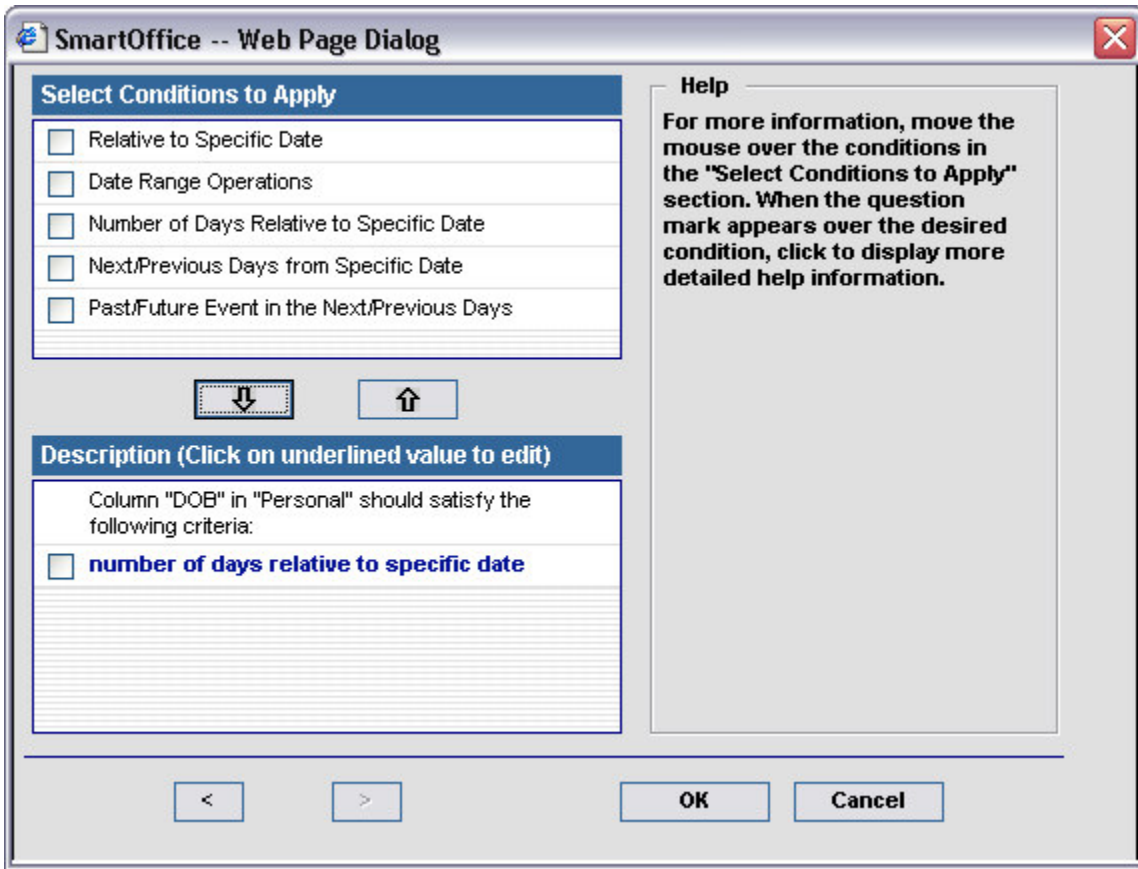 SmartOffice -- Web Page Dialog
Select Conditions to Apply
Relative to Specific Date
Date Range Operations
Number of Days Relative to Specific Date
Next/Previous Days from Specific Date
Past/Future Event in the Next/Previous Days
Description (Click on underlined value to edit)
Column "DOB" in "Personal" should satisfy the
following criteria:
number of days relative to specific date
Help
For more information, move the
mouse over the conditions in
the "Select Conditions to Apply"
section. When the question
mark appears over the desired
condition, click to display more
detailed help information.
<
>
OK
Cancel